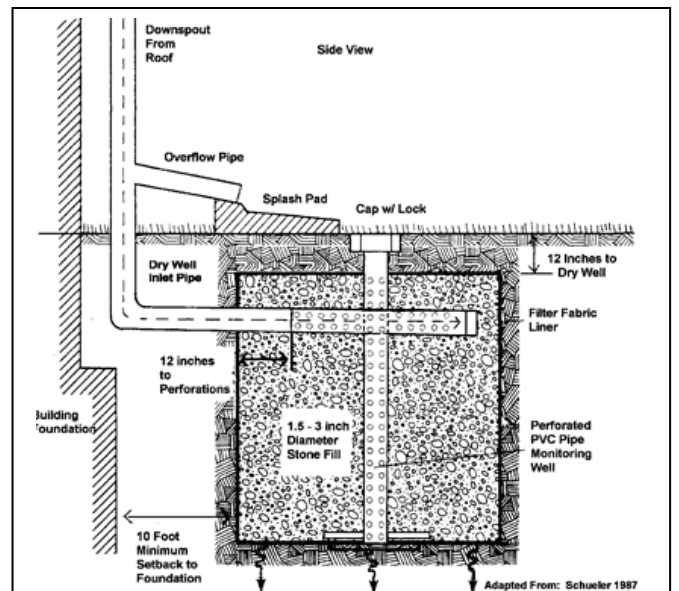 Downspout
From
Roof
Side View
Overflow Pipe
Splash Pad
Cap w/ Lock
Dry Well
Inlet Pipe
12 Inches to
Dry Well
Filter Fabric
Liner
12 inches
to
Perforations
Building
Foundation
1.5 - 3 inch
Diameter
Stone Fill
Perforated
PVC Pipe
Monitoring
Well
10 Foot
Minimum
Setback to
Foundation
Adapted From: Schueler 1987